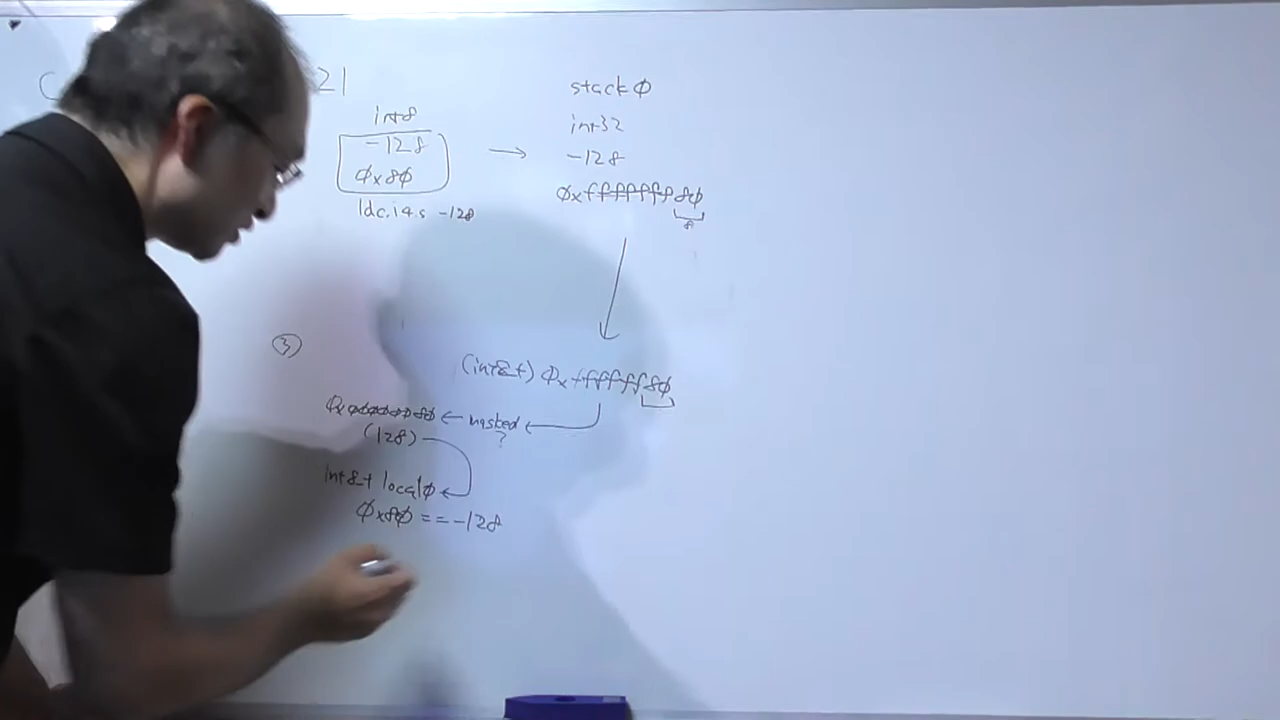 C
21
int8
-128
0x80
ldc.i4.s -128
→
stack0
int32
-128
0xffffff80
8
③
(int8_t) 0xffffff80
0x00000080 ← masked ←
?
(128)
int8_t local0 ←
0x80 == -128